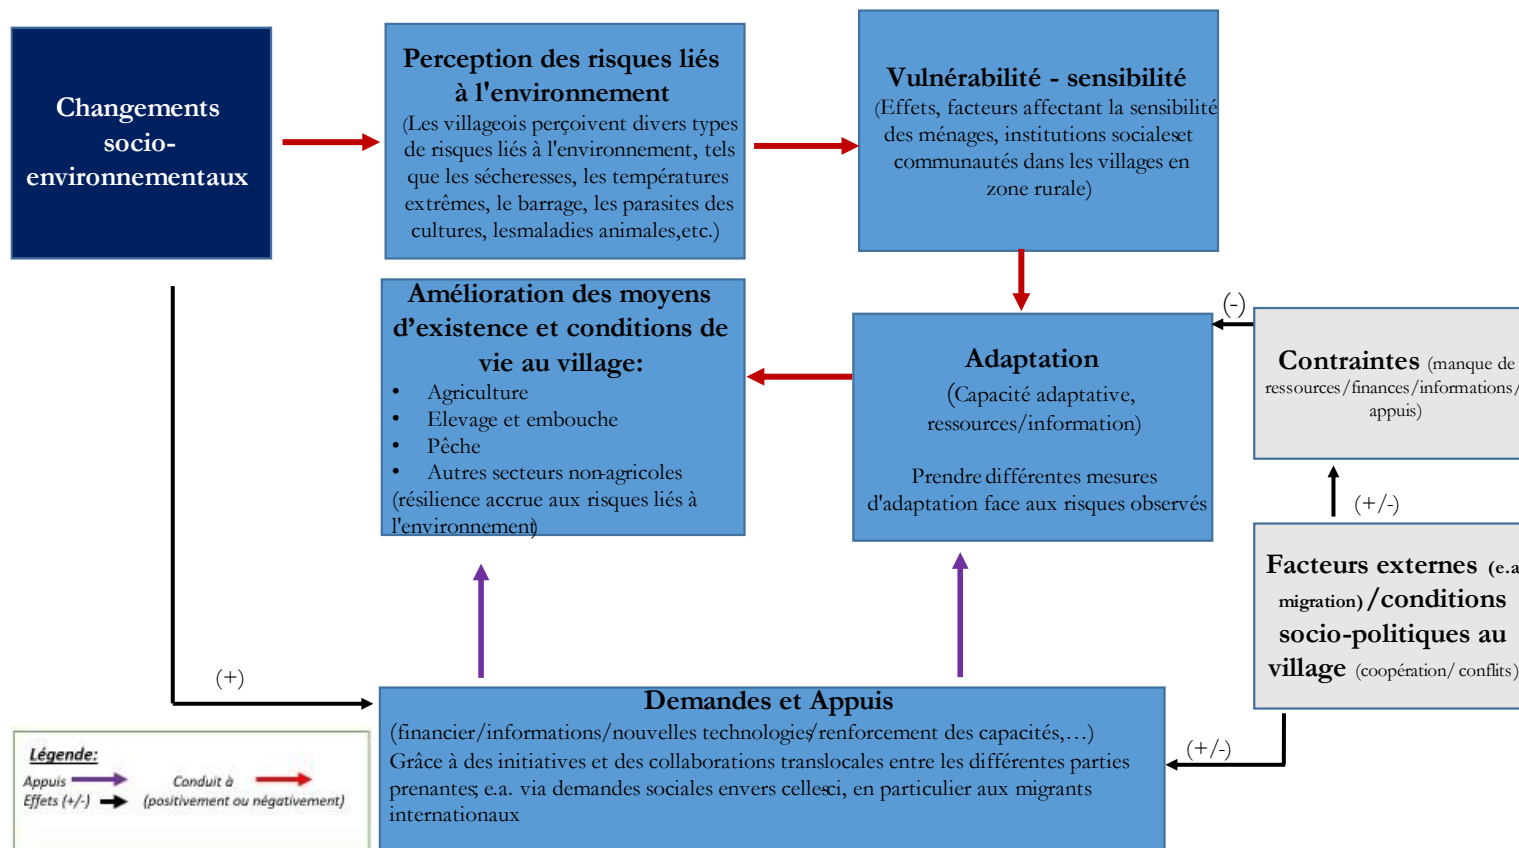 Changements
socio-
environnementaux
Perception des risques liés
à l'environnement
(Les villageois perçoivent divers types
de risques liés à l'environnement, tels
que les sécheresses, les températures
extrêmes, le barrage, les parasites des
cultures, lesmaladies animales,etc.)
Vulnérabilité - sensibilité
(Effets, facteurs affectant la sensibilité
des ménages, institutions socialeset
communautés dans les villages en
zone rurale)
Amélioration des moyens
d’existence et conditions de
vie au village:
• Agriculture
• Elevage et embouche
• Pêche
• Autres secteurs non-agricoles
(résilience accrue aux risques liés à
l'environnement)
Adaptation
(Capacité adaptative,
ressources/information)
Prendre différentes mesures
d'adaptation face aux risques observés
(-)
Contraintes (manque de
ressources/finances/informations/
appuis)
(+/-)
Facteurs externes (e.a
migration)/conditions
socio-politiques au
village (coopération/ conflits)
(+/-)
(+)
Demandes et Appuis
(financier/informations/nouvelles technologies/renforcement des capacités,…)
Grâce à des initiatives et des collaborations translocales entre les différentes parties
prenantes, e.a. via demandes sociales envers celles-ci, en particulier aux migrants
internationaux
Légende:
Appuis Conduit à
Effets (+/-) (positivement ou négativement)